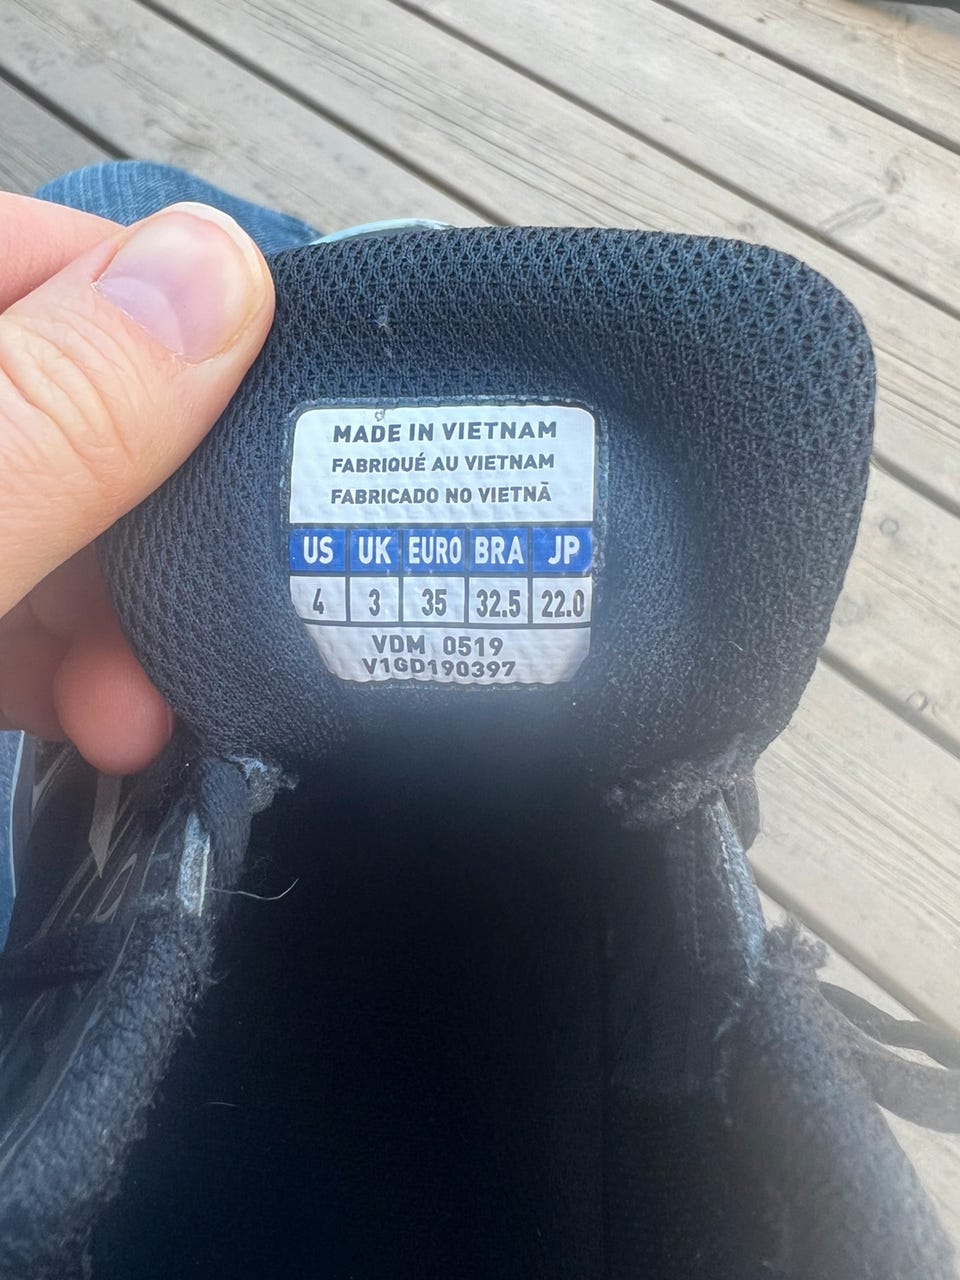 MADE IN VIETNAM
FABRIQUÉ AU VIETNAM
FABRICADO NO VIETNÃ
US UK EURO BRA JP
4 3 35 32.5 22.0
VDM 0519
V1GD190397